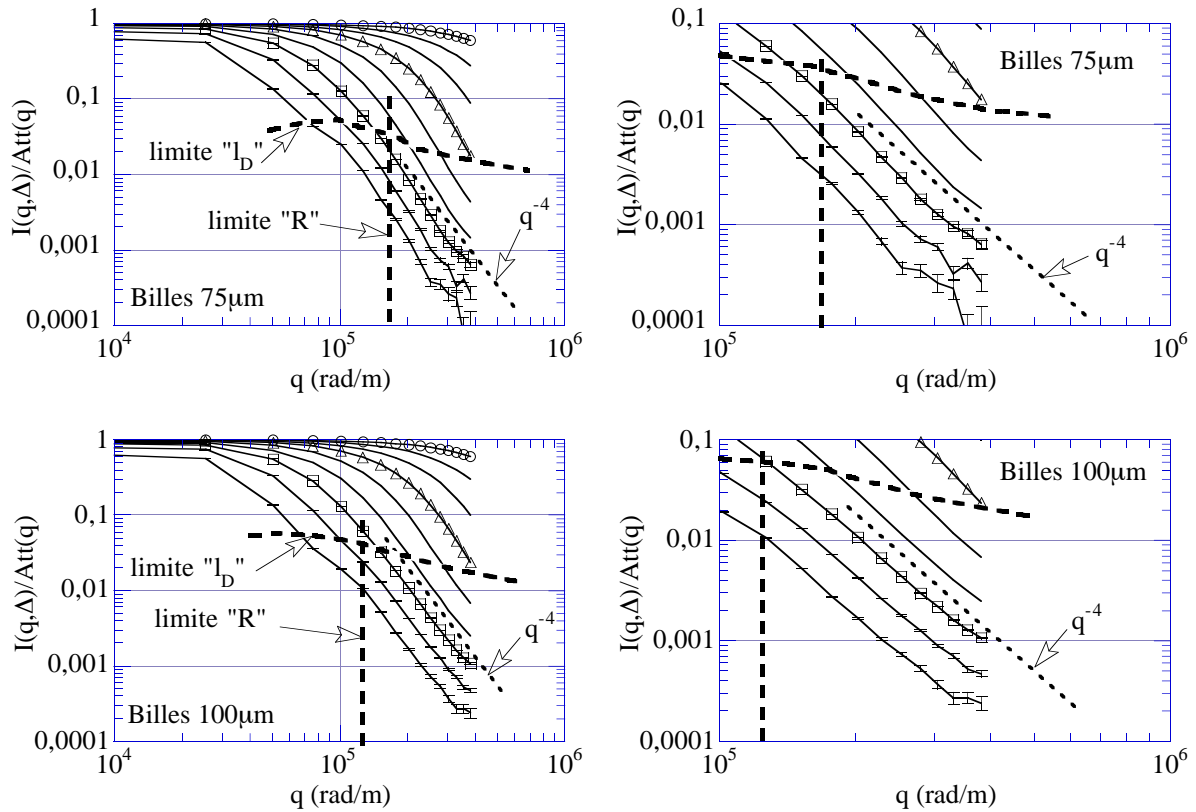 I(q,Δ)/Att(q)
1
0,1
0,01
0,001
0,0001
limite "l_D"
limite "R"
q^-4
Billes 75μm
10^4
10^5
10^6
q (rad/m)
I(q,Δ)/Att(q)
0,1
0,01
0,001
0,0001
Billes 75μm
q^-4
10^5
10^6
q (rad/m)
I(q,Δ)/Att(q)
1
0,1
0,01
0,001
0,0001
limite "l_D"
limite "R"
q^-4
Billes 100μm
10^4
10^5
10^6
q (rad/m)
I(q,Δ)/Att(q)
0,1
0,01
0,001
0,0001
Billes 100μm
q^-4
10^5
10^6
q (rad/m)